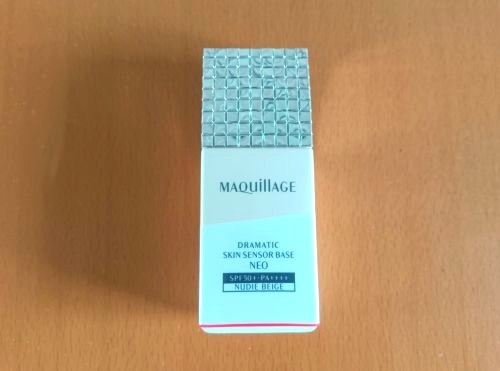 MAQuillAGE
DRAMATIC
SKIN SENSOR BASE
NEO
SPF50+・PA++++
NUDIE BEIGE